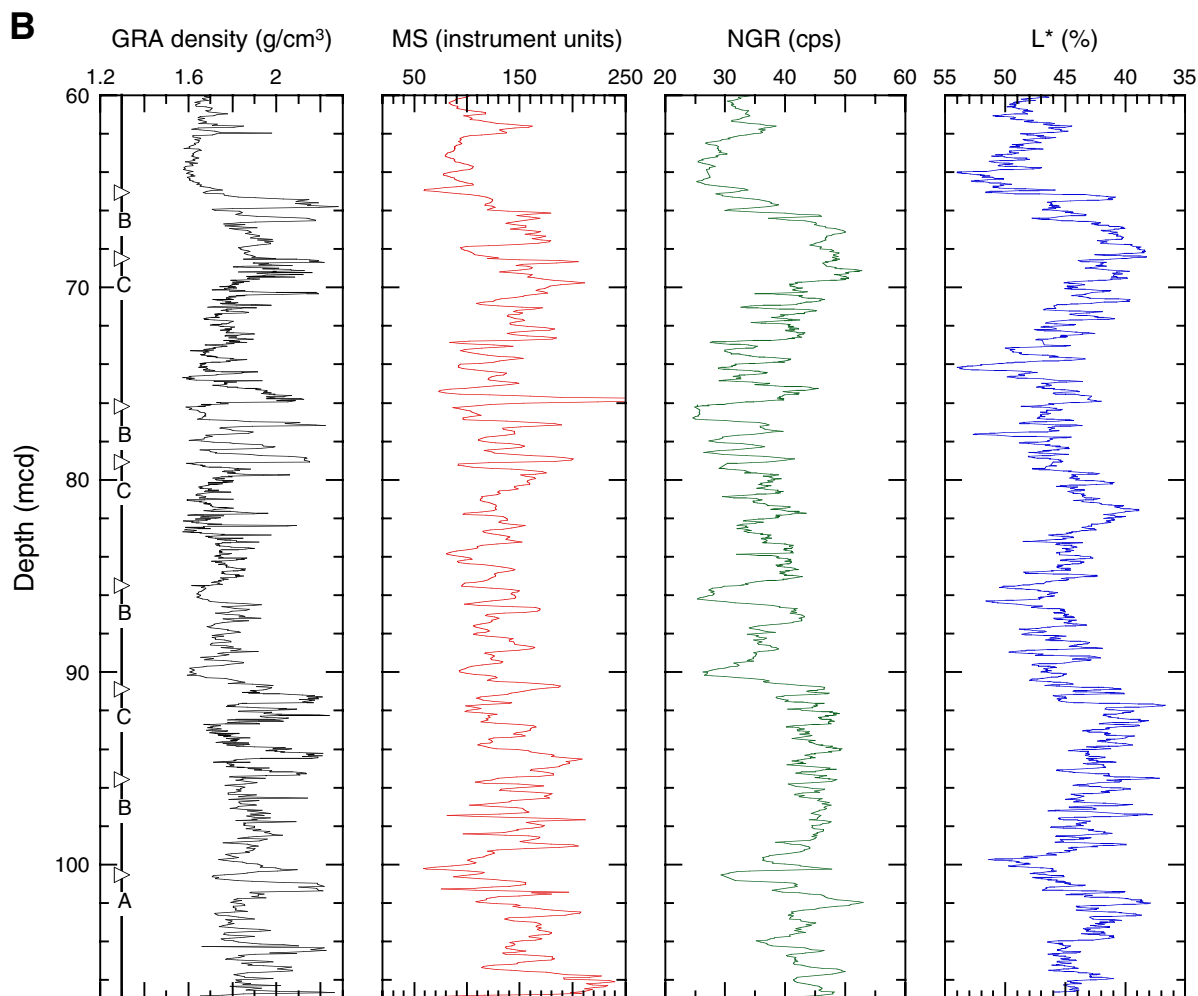 B
GRA density (g/cm³) MS (instrument units) NGR (cps) L* (%)
1.2 1.6 2 50 150 250 20 30 40 50 60 55 50 45 40 35
60
B
C
70
B
Depth (mcd)
C
80
B
90
C
B
100
A